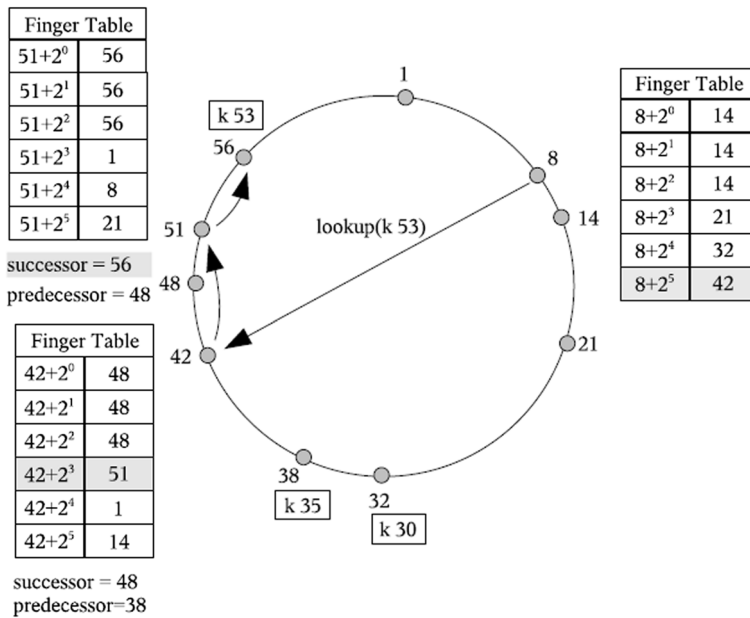 Finger Table
51+2⁰ 56
51+2¹ 56
51+2² 56
51+2³ 1
51+2⁴ 8
51+2⁵ 21
successor = 56
predecessor = 48
Finger Table
42+2⁰ 48
42+2¹ 48
42+2² 48
42+2³ 51
42+2⁴ 1
42+2⁵ 14
successor = 48
predecessor=38
1
k 53
56
8
51
14
lookup(k 53)
48
42
21
38
k 35
32
k 30
Finger Table
8+2⁰ 14
8+2¹ 14
8+2² 14
8+2³ 21
8+2⁴ 32
8+2⁵ 42